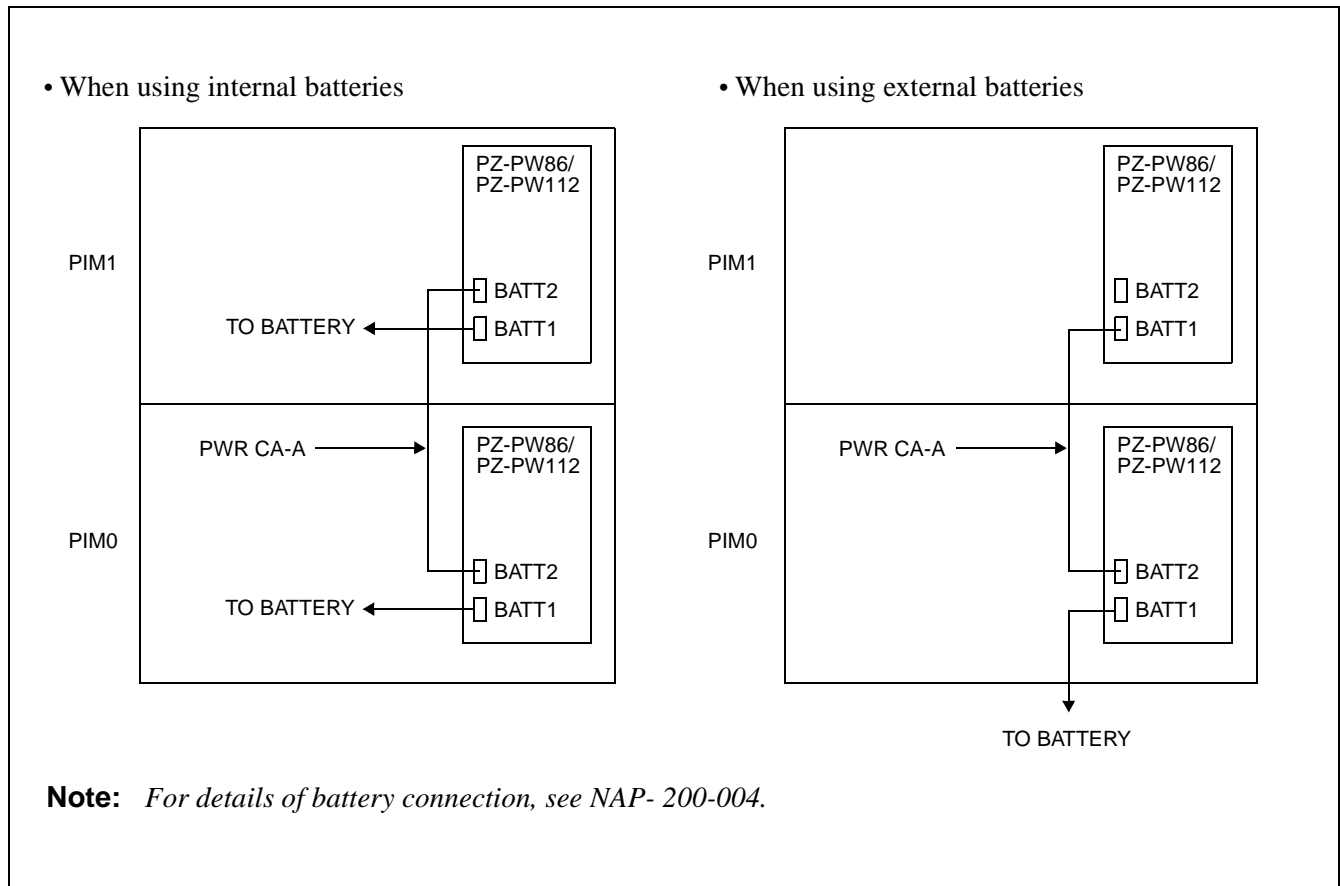 • When using internal batteries
PZ-PW86/
PZ-PW112
PIM1
BATT2
TO BATTERY
BATT1
PWR CA-A
PZ-PW86/
PZ-PW112
PIM0
BATT2
TO BATTERY
BATT1
• When using external batteries
PZ-PW86/
PZ-PW112
PIM1
BATT2
BATT1
PWR CA-A
PZ-PW86/
PZ-PW112
PIM0
BATT2
BATT1
TO BATTERY
Note: For details of battery connection, see NAP- 200-004.